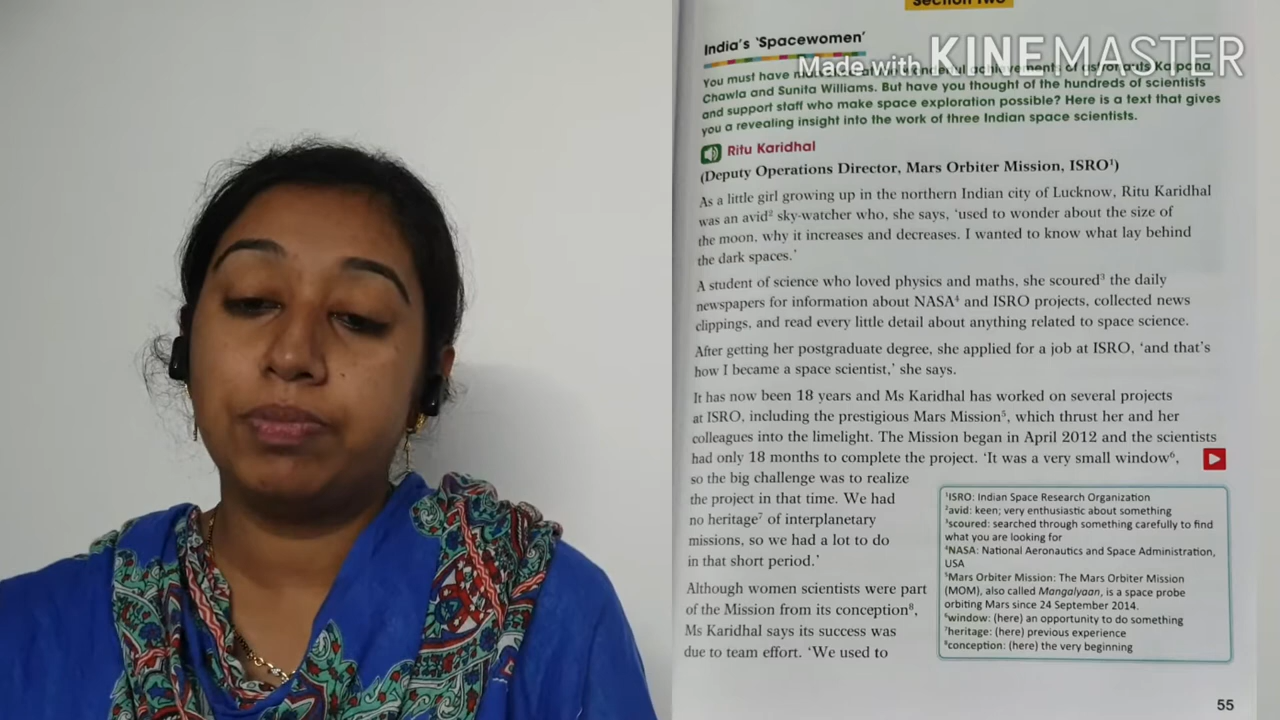 Section Two
India's 'Spacewomen'
Made with KINEMASTER
You must have achievements of astronauts Kalpana
Chawla and Sunita Williams. But have you thought of the hundreds of scientists
and support staff who make space exploration possible? Here is a text that gives
you a revealing insight into the work of three Indian space scientists.
Ritu Karidhal
(Deputy Operations Director, Mars Orbiter Mission, ISRO¹)
As a little girl growing up in the northern Indian city of Lucknow, Ritu Karidhal
was an avid² sky-watcher who, she says, 'used to wonder about the size of
the moon, why it increases and decreases. I wanted to know what lay behind
the dark spaces.'
A student of science who loved physics and maths, she scoured³ the daily
newspapers for information about NASA⁴ and ISRO projects, collected news
clippings, and read every little detail about anything related to space science.
After getting her postgraduate degree, she applied for a job at ISRO, 'and that's
how I became a space scientist,' she says.
It has now been 18 years and Ms Karidhal has worked on several projects
at ISRO, including the prestigious Mars Mission⁵, which thrust her and her
colleagues into the limelight. The Mission began in April 2012 and the scientists
had only 18 months to complete the project. 'It was a very small window⁶,
so the big challenge was to realize
the project in that time. We had
no heritage⁷ of interplanetary
missions, so we had a lot to do
in that short period.'
Although women scientists were part
of the Mission from its conception⁸,
Ms Karidhal says its success was
due to team effort. 'We used to
¹ISRO: Indian Space Research Organization
²avid: keen; very enthusiastic about something
³scoured: searched through something carefully to find
what you are looking for
⁴NASA: National Aeronautics and Space Administration,
USA
⁵Mars Orbiter Mission: The Mars Orbiter Mission
(MOM), also called Mangalyaan, is a space probe
orbiting Mars since 24 September 2014.
⁶window: (here) an opportunity to do something
⁷heritage: (here) previous experience
⁸conception: (here) the very beginning
55